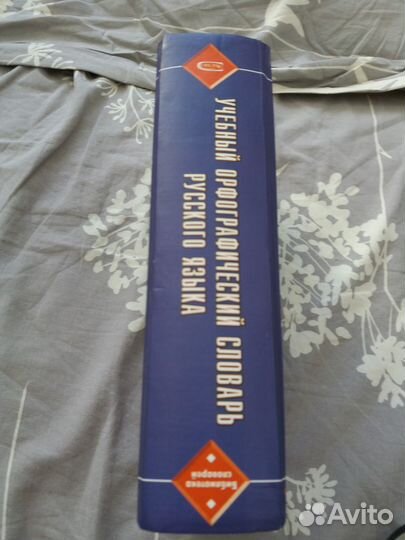 УЧЕБНЫЙ ОРФОГРАФИЧЕСКИЙ СЛОВАРЬ
РУССКОГО ЯЗЫКА
Библиотека
словарей
Avito